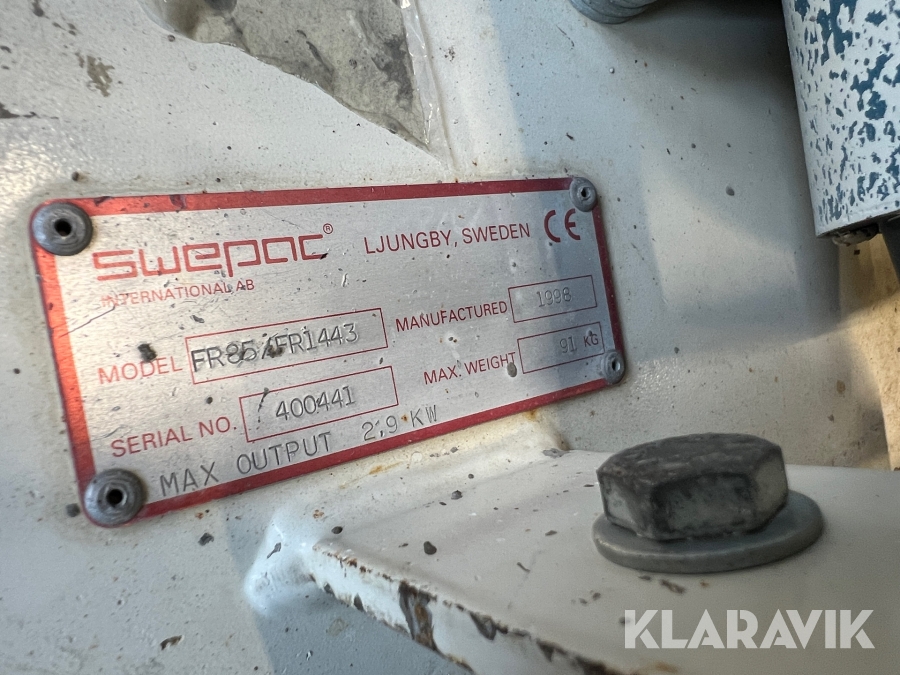 swepac® LJUNGBY, SWEDEN CE
INTERNATIONAL AB
MODEL FR85/FR1443 MANUFACTURED 1998
SERIAL NO. 400441 MAX. WEIGHT 91 KG
MAX OUTPUT 2,9 KW
KLARAVIK